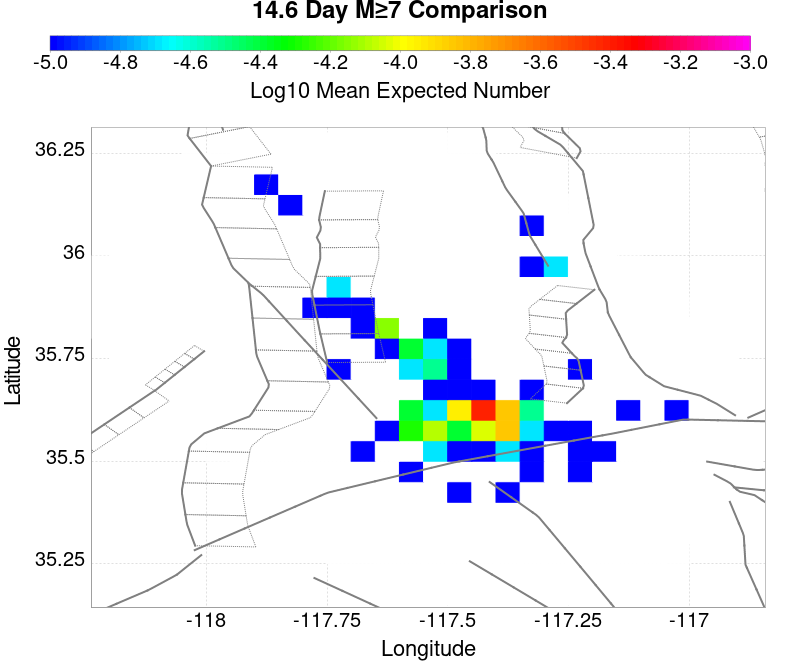 14.6 Day M≥7 Comparison
-5.0 -4.8 -4.6 -4.4 -4.2 -4.0 -3.8 -3.6 -3.4 -3.2 -3.0
Log10 Mean Expected Number
36.25
36
35.75
35.5
35.25
Latitude
-118 -117.75 -117.5 -117.25 -117
Longitude